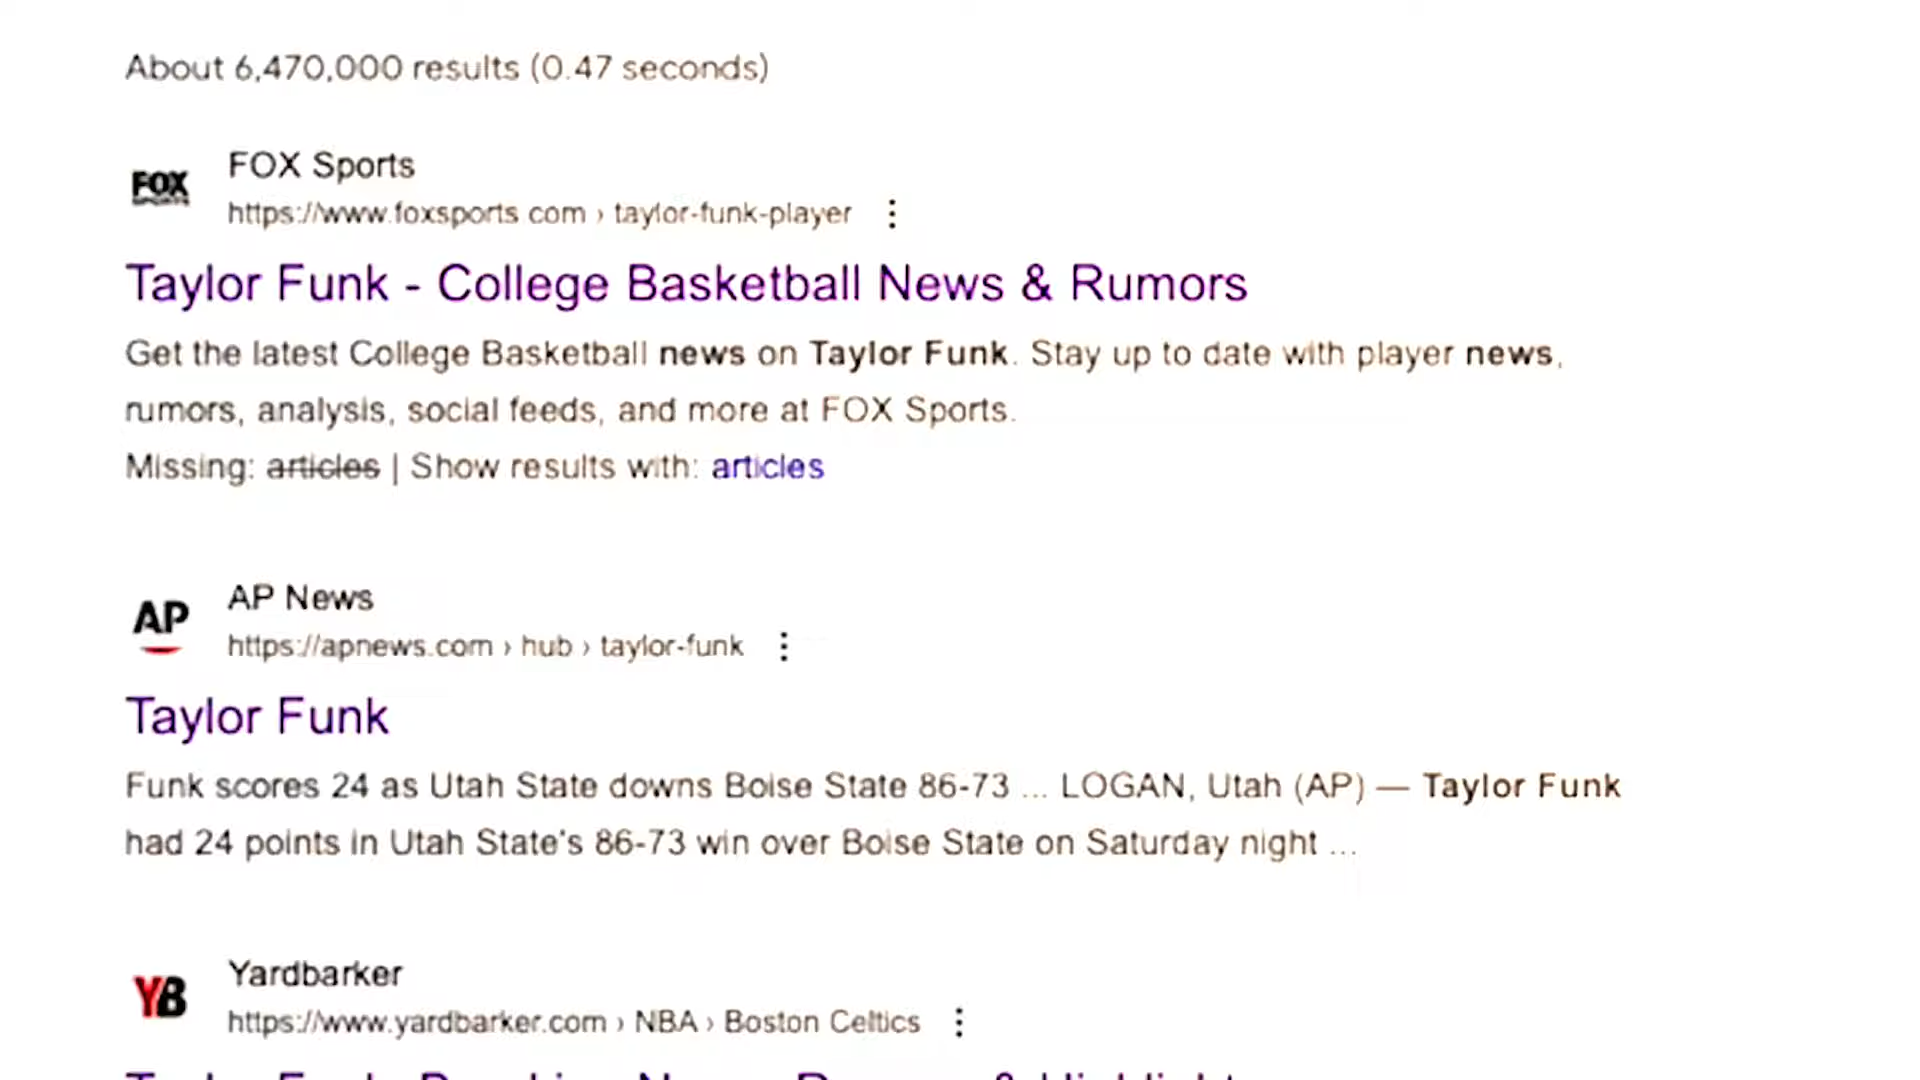 About 6,470,000 results (0.47 seconds)
FOX SPORTS
FOX Sports
https://www.foxsports.com › taylor-funk-player
Taylor Funk - College Basketball News & Rumors
Get the latest College Basketball news on Taylor Funk. Stay up to date with player news,
rumors, analysis, social feeds, and more at FOX Sports.
Missing: articles | Show results with: articles
AP
AP News
https://apnews.com › hub › taylor-funk
Taylor Funk
Funk scores 24 as Utah State downs Boise State 86-73 ... LOGAN, Utah (AP) — Taylor Funk
had 24 points in Utah State's 86-73 win over Boise State on Saturday night ...
YB
Yardbarker
https://www.yardbarker.com › NBA › Boston Celtics